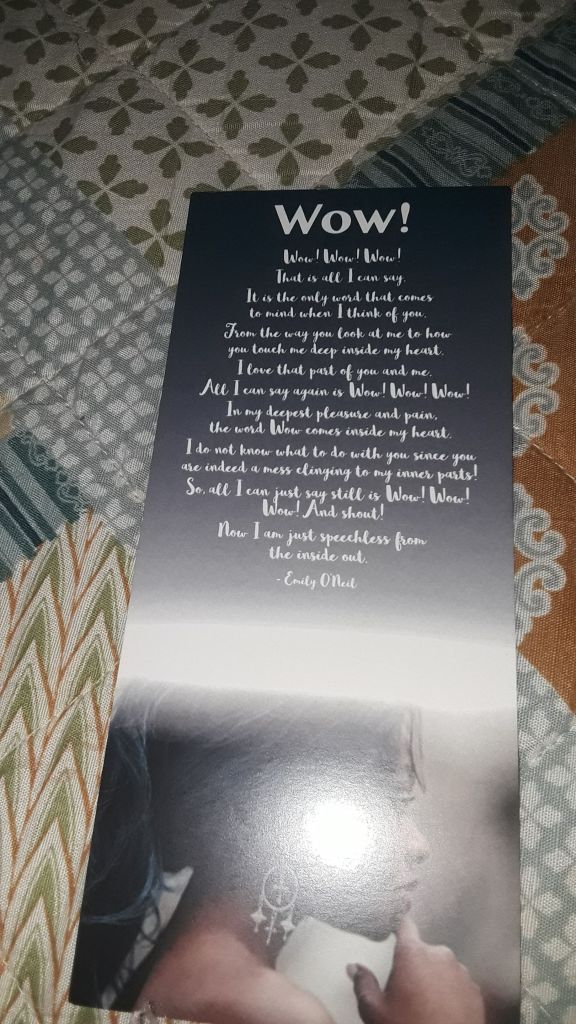 Wow!
Wow! Wow! Wow!
That is all I can say.
It is the only word that comes
to mind when I think of you.
From the way you look at me to how
you touch me deep inside my heart.
I love that part of you and me.
All I can say again is Wow! Wow! Wow!
In my deepest pleasure and pain,
the word Wow comes inside my heart.
I do not know what to do with you since you
are indeed a mess clinging to my inner parts!
So, all I can just say still is Wow! Wow!
Wow! And shout!
Now I am just speechless from
the inside out.
- Emily O'Neil